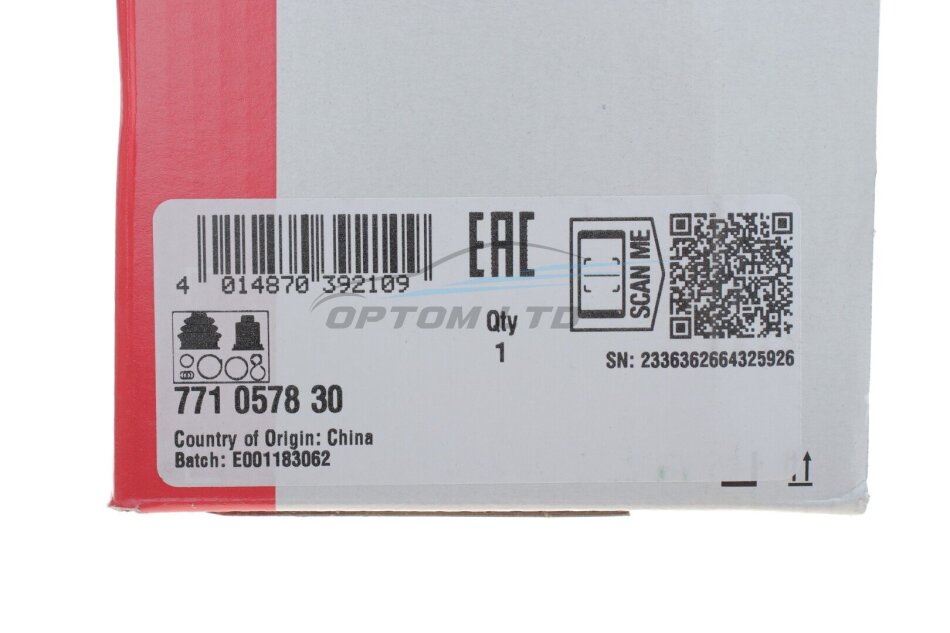 4 014870 392109
EAC
SCAN ME
OPTOM LTD
Qty
1
SN: 2336362664325926
771 0578 30
Country of Origin: China
Batch: E001183062